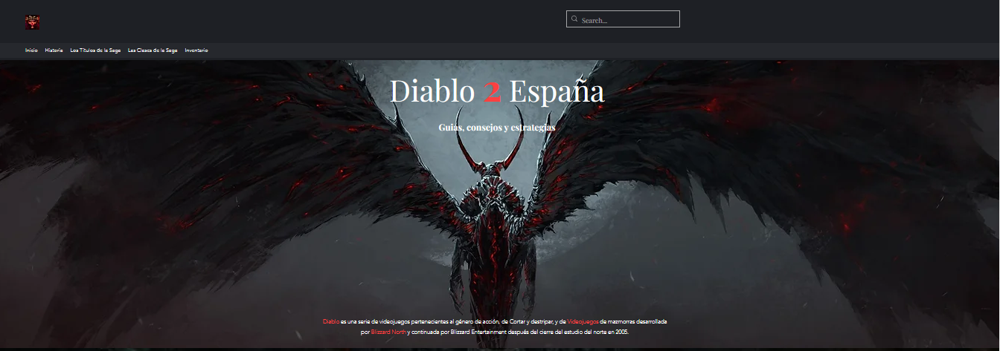 Search...
Inicio Historia Los Títulos de la Saga Las Clases de la Saga Inventario
Diablo 2 España
Guías, consejos y estrategias
Diablo es una serie de videojuegos pertenecientes al género de acción, de Cortar y destripar, y de Videojuegos de mazmorras desarrollada
por Blizzard North y continuada por Blizzard Entertainment después del cierre del estudio del norte en 2005.